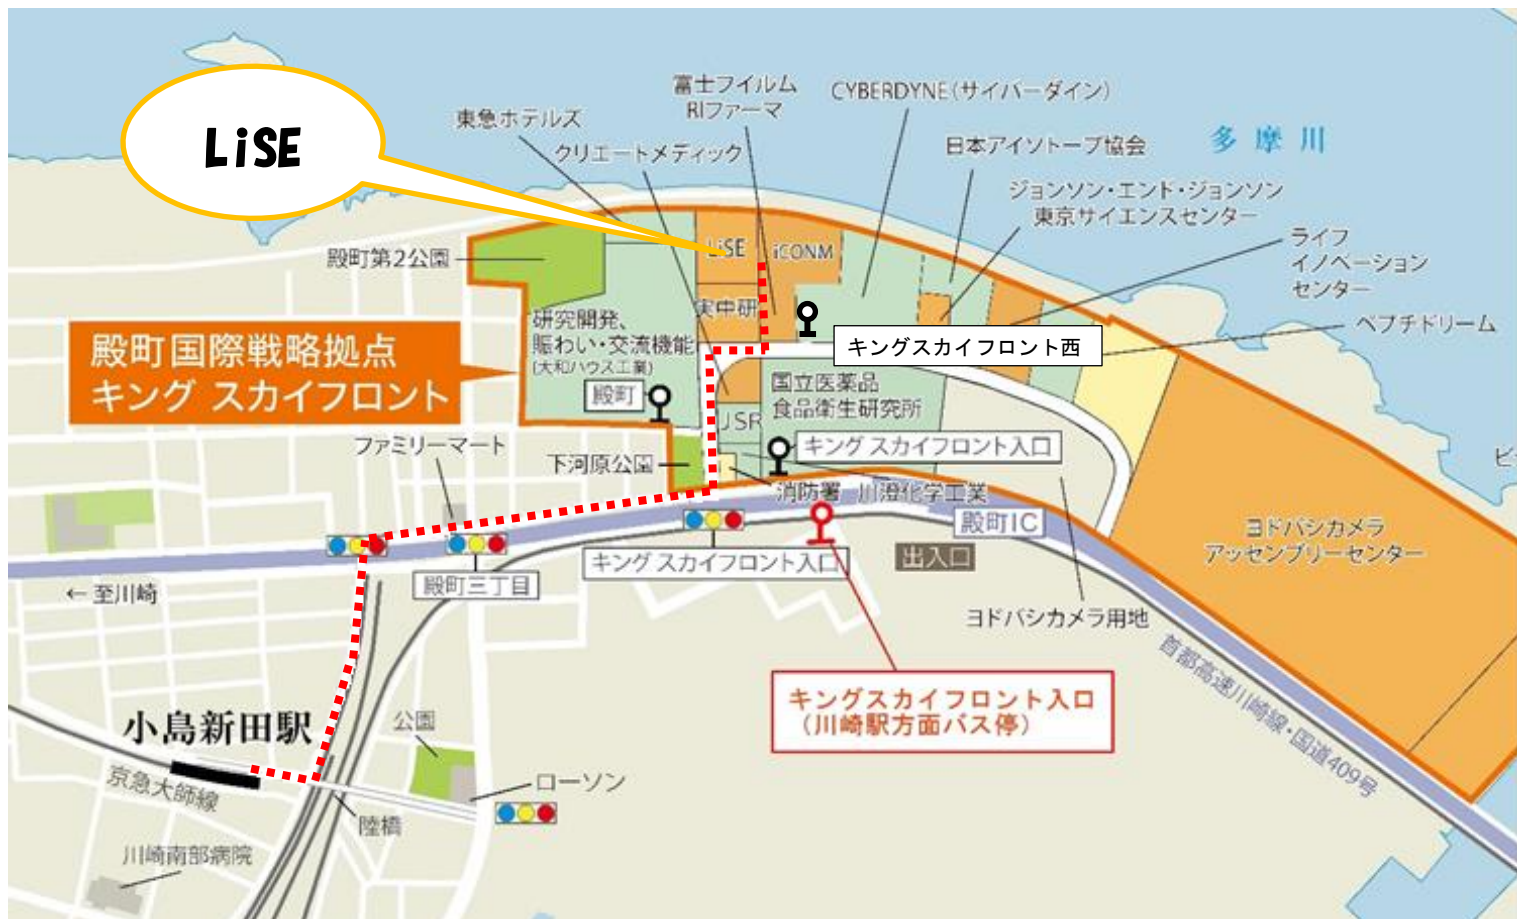 LiSE
東急ホテルズ
クリエートメディック
富士フイルム
RIファーマ
CYBERDYNE(サイバーダイン)
日本アイソトープ協会
多摩川
ジョンソン・エンド・ジョンソン
東京サイエンスセンター
ライフ
イノベーション
センター
ペプチドリーム
殿町第2公園
LiSE
iCONM
実中研
研究開発、
賑わい・交流機能
(大和ハウス工業)
殿町
キングスカイフロント西
殿町国際戦略拠点
キング スカイフロント
国立医薬品
食品衛生研究所
JSR
キング スカイフロント入口
ファミリーマート
下河原公園
消防署
川澄化学工業
殿町IC
出入口
キング スカイフロント入口
殿町三丁目
←至川崎
ヨドバシカメラ
アッセンブリーセンター
ヨドバシカメラ用地
首都高速川崎線・国道409号
キングスカイフロント入口
(川崎駅方面バス停)
小島新田駅
公園
京急大師線
ローソン
陸橋
川崎南部病院